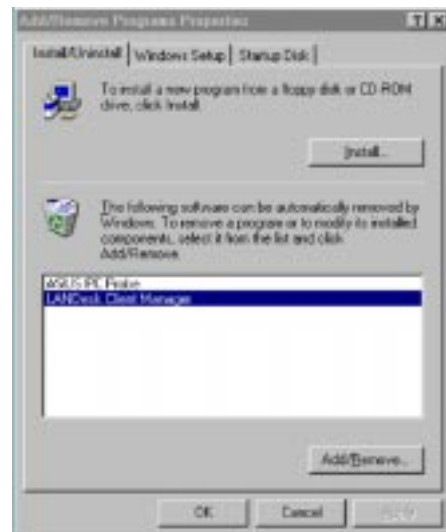 Add/Remove Programs Properties
Install/Uninstall Windows Setup Startup Disk
To install a new program from a floppy disk or CD-ROM
drive, click Install.
Install...
The following software can be automatically removed by
Windows. To remove a program or to modify its installed
components, select it from the list and click
Add/Remove.
ASUS PC Probe
LANDesk Client Manager
Add/Remove...
OK Cancel Apply